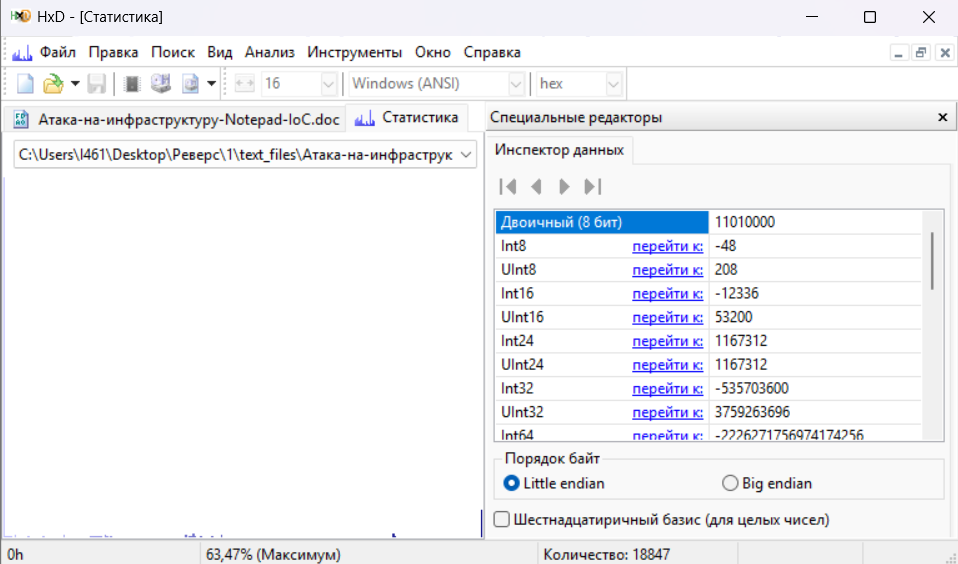 HxD - [Статистика]
Файл Правка Поиск Вид Анализ Инструменты Окно Справка
16 Windows (ANSI) hex
Атака-на-инфраструктуру-Notepad-IoC.doc Статистика
C:\Users\I461\Desktop\Реверс\1\text_files\Атака-на-инфраструк
Специальные редакторы
Инспектор данных
Двоичный (8 бит) 11010000
Int8 перейти к: -48
UInt8 перейти к: 208
Int16 перейти к: -12336
UInt16 перейти к: 53200
Int24 перейти к: 1167312
UInt24 перейти к: 1167312
Int32 перейти к: -535703600
UInt32 перейти к: 3759263696
Int64 перейти к: -2226271756974174256
Порядок байт
Little endian Big endian
Шестнадцатиричный базис (для целых чисел)
0h 63,47% (Максимум) Количество: 18847